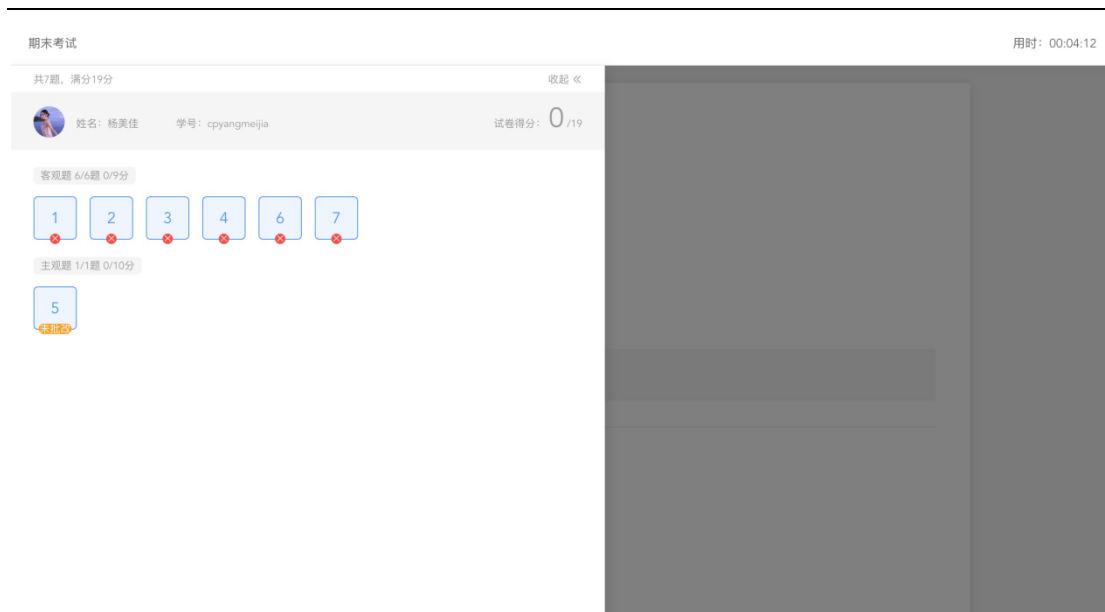 期末考试
用时：00:04:12
共7题，满分19分
收起 《
姓名：杨美佳 学号：cpyangmeijia 试卷得分：0/19
客观题 6/6题 0/9分
1 2 3 4 6 7
主观题 1/1题 0/10分
5
未批改